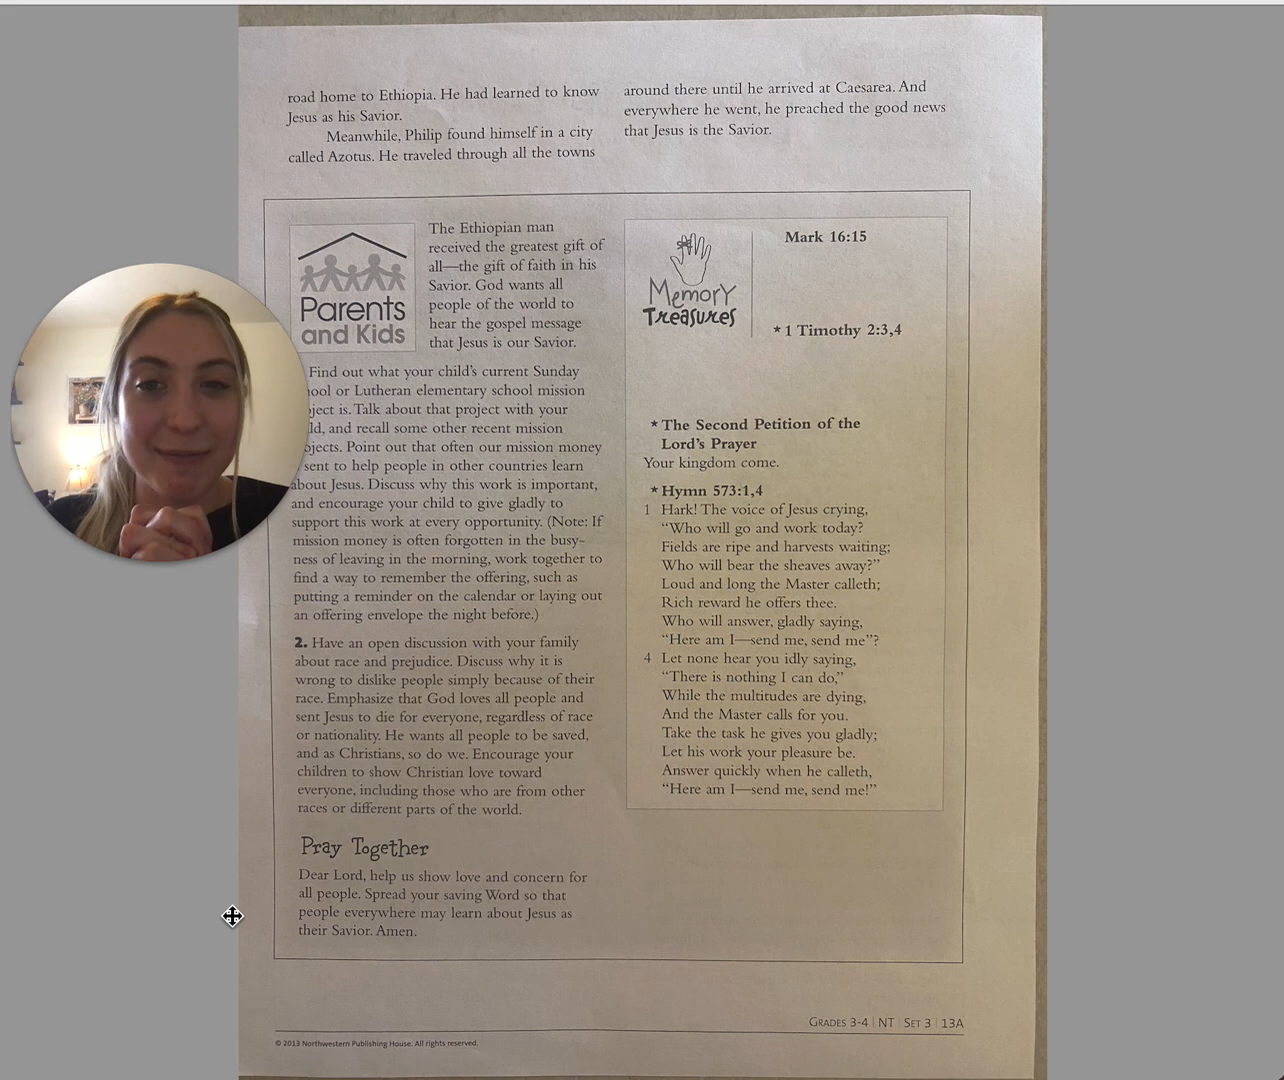 road home to Ethiopia. He had learned to know
Jesus as his Savior.
Meanwhile, Philip found himself in a city
called Azotus. He traveled through all the towns
around there until he arrived at Caesarea. And
everywhere he went, he preached the good news
that Jesus is the Savior.
Parents
and Kids
The Ethiopian man
received the greatest gift of
all—the gift of faith in his
Savior. God wants all
people of the world to
hear the gospel message
that Jesus is our Savior.
Find out what your child's current Sunday
ool or Lutheran elementary school mission
ject is. Talk about that project with your
ld, and recall some other recent mission
ojects. Point out that often our mission money
sent to help people in other countries learn
about Jesus. Discuss why this work is important,
and encourage your child to give gladly to
support this work at every opportunity. (Note: If
mission money is often forgotten in the busy-
ness of leaving in the morning, work together to
find a way to remember the offering, such as
putting a reminder on the calendar or laying out
an offering envelope the night before.)
2. Have an open discussion with your family
about race and prejudice. Discuss why it is
wrong to dislike people simply because of their
race. Emphasize that God loves all people and
sent Jesus to die for everyone, regardless of race
or nationality. He wants all people to be saved,
and as Christians, so do we. Encourage your
children to show Christian love toward
everyone, including those who are from other
races or different parts of the world.
Pray Together
Dear Lord, help us show love and concern for
all people. Spread your saving Word so that
people everywhere may learn about Jesus as
their Savior. Amen.
Memory
Treasures
Mark 16:15
* 1 Timothy 2:3,4
* The Second Petition of the
Lord's Prayer
Your kingdom come.
* Hymn 573:1,4
1 Hark! The voice of Jesus crying,
"Who will go and work today?
Fields are ripe and harvests waiting;
Who will bear the sheaves away?"
Loud and long the Master calleth;
Rich reward he offers thee.
Who will answer, gladly saying,
"Here am I—send me, send me"?
4 Let none hear you idly saying,
"There is nothing I can do,"
While the multitudes are dying,
And the Master calls for you.
Take the task he gives you gladly;
Let his work your pleasure be.
Answer quickly when he calleth,
"Here am I—send me, send me!"
GRADES 3-4 | NT | SET 3 | 13A
© 2013 Northwestern Publishing House. All rights reserved.